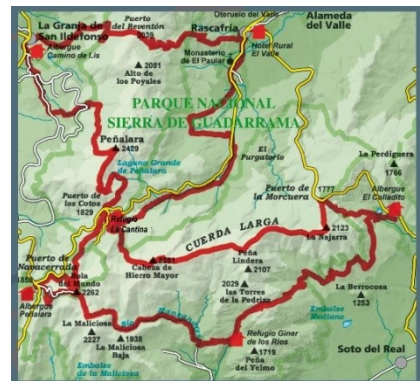 La Granja de
San Ildefonso
Puerto
del Reventón
2039
Rascafría
Oteruelo del Valle
Alameda
del Valle
Albergue
Camino de Lis
Monasterio
de El Paular
Hotel Rural
El Valle
2081
Alto de
los Poyales
PARQUE NACIONAL
SIERRA DE GUADARRAMA
Peñalara
2429
Laguna Grande
de Peñalara
El
Purgatorio
La Perdiguera
1766
Puerto de
los Cotos
1829
Refugio
La Cantina
Puerto de
la Morcuera
1777
Albergue
El Colladito
CUERDA LARGA
2123
La Najarra
Puerto de
Navacerrada
Bola
del Mundo
2262
Cabeza de
Hierro Mayor
Peña
Lindera
2107
2029
las Torres
de la Pedriza
La Berrocosa
1253
Albergue
Peñalara
La Maliciosa
2227
1938
La Maliciosa
Baja
Río
Embalse
de la Maliciosa
Refugio Giner
de los Ríos
1719
Peña
del Yelmo
Embalse
Mediano
Soto del Real